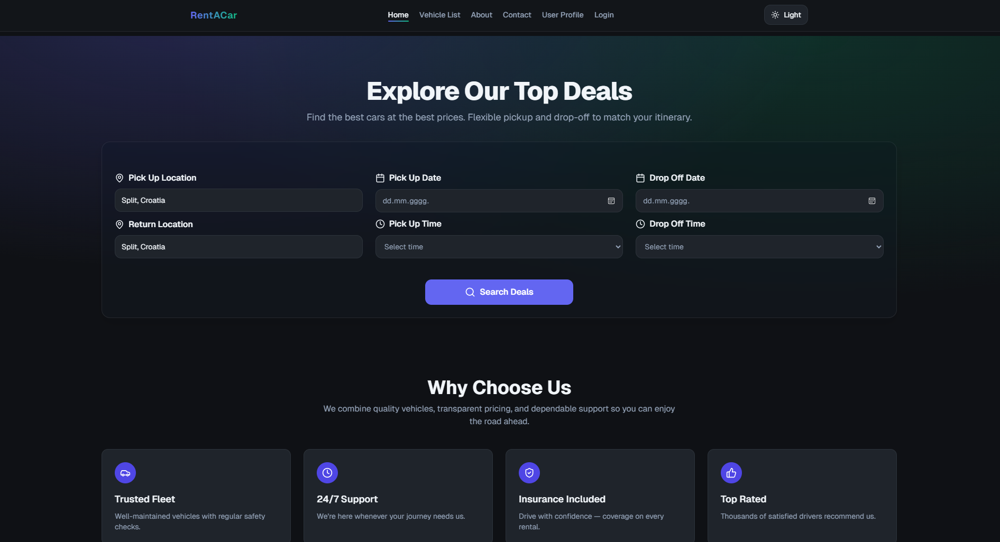 RentACar
Home Vehicle List About Contact User Profile Login
Light
Explore Our Top Deals
Find the best cars at the best prices. Flexible pickup and drop-off to match your itinerary.
Pick Up Location
Split, Croatia
Return Location
Split, Croatia
Pick Up Date
dd.mm.gggg.
Pick Up Time
Select time
Drop Off Date
dd.mm.gggg.
Drop Off Time
Select time
Search Deals
Why Choose Us
We combine quality vehicles, transparent pricing, and dependable support so you can enjoy
the road ahead.
Trusted Fleet
Well-maintained vehicles with regular safety
checks.
24/7 Support
We're here whenever your journey needs us.
Insurance Included
Drive with confidence — coverage on every
rental.
Top Rated
Thousands of satisfied drivers recommend us.